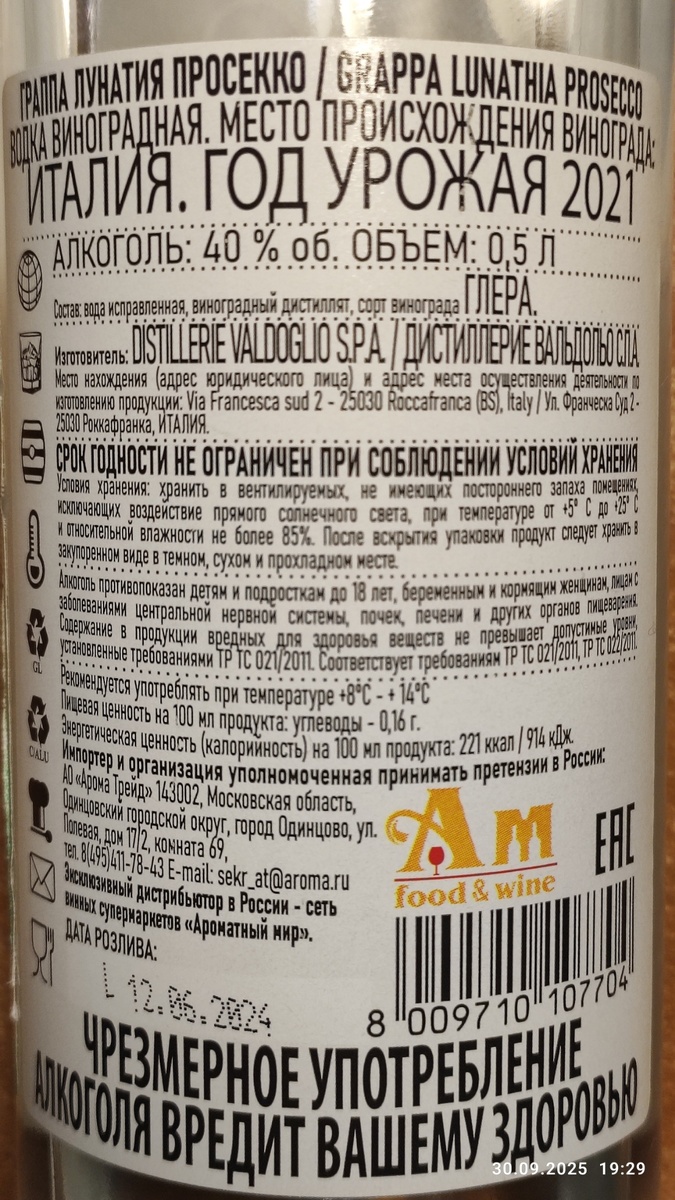 ГРАППА ЛУНАТИЯ ПРОСЕККО / GRAPPA LUNATHIA PROSECCO
ВОДКА ВИНОГРАДНАЯ. МЕСТО ПРОИСХОЖДЕНИЯ ВИНОГРАДА:
ИТАЛИЯ. ГОД УРОЖАЯ 2021
АЛКОГОЛЬ: 40 % об. ОБЪЕМ: 0,5 Л
Состав: вода исправленная, виноградный дистиллят, сорт винограда ГЛЕРА.
Изготовитель: DISTILLERIE VALDOGLIO S.P.A. / ДИСТИЛЛЕРИЕ ВАЛЬДОЛЬО С.П.А.
Место нахождения (адрес юридического лица) и адрес места осуществления деятельности по
изготовлению продукции: Via Francesca sud 2 - 25030 Roccafranca (BS), Italy / Ул. Франческа Суд 2 -
25030 Роккафранка, ИТАЛИЯ.
СРОК ГОДНОСТИ НЕ ОГРАНИЧЕН ПРИ СОБЛЮДЕНИИ УСЛОВИЙ ХРАНЕНИЯ
Условия хранения: хранить в вентилируемых, не имеющих постороннего запаха помещениях,
исключающих воздействие прямого солнечного света, при температуре от +5° С до +25° С
и относительной влажности не более 85%. После вскрытия упаковки продукт следует хранить в
закупоренном виде в темном, сухом и прохладном месте.
Алкоголь противопоказан детям и подросткам до 18 лет, беременным и кормящим женщинам, лицам с
заболеваниями центральной нервной системы, почек, печени и других органов пищеварения.
Содержание в продукции вредных для здоровья веществ не превышает допустимые уровни,
установленные требованиями ТР ТС 021/2011. Соответствует требованиям ТР ТС 021/2011, ТР ТС 022/2011.
GL
Рекомендуется употреблять при температуре +8°С - + 14°С
Пищевая ценность на 100 мл продукта: углеводы - 0,16 г.
Энергетическая ценность (калорийность) на 100 мл продукта: 221 ккал / 914 кДж.
C/ALU
Импортер и организация уполномоченная принимать претензии в России:
АО «Арома Трейд» 143002, Московская область,
Одинцовский городской округ, город Одинцово, ул.
Полевая, дом 17/2, комната 69,
тел. 8(495)411-78-43 E-mail: sekr_at@aroma.ru
Эксклюзивный дистрибьютор в России - сеть
винных супермаркетов «Ароматный мир».
Ам
food & wine
ЕАС
ДАТА РОЗЛИВА:
L 12.06.2024
8 009710 107704
ЧРЕЗМЕРНОЕ УПОТРЕБЛЕНИЕ
АЛКОГОЛЯ ВРЕДИТ ВАШЕМУ ЗДОРОВЬЮ
30.09.2025 19:29